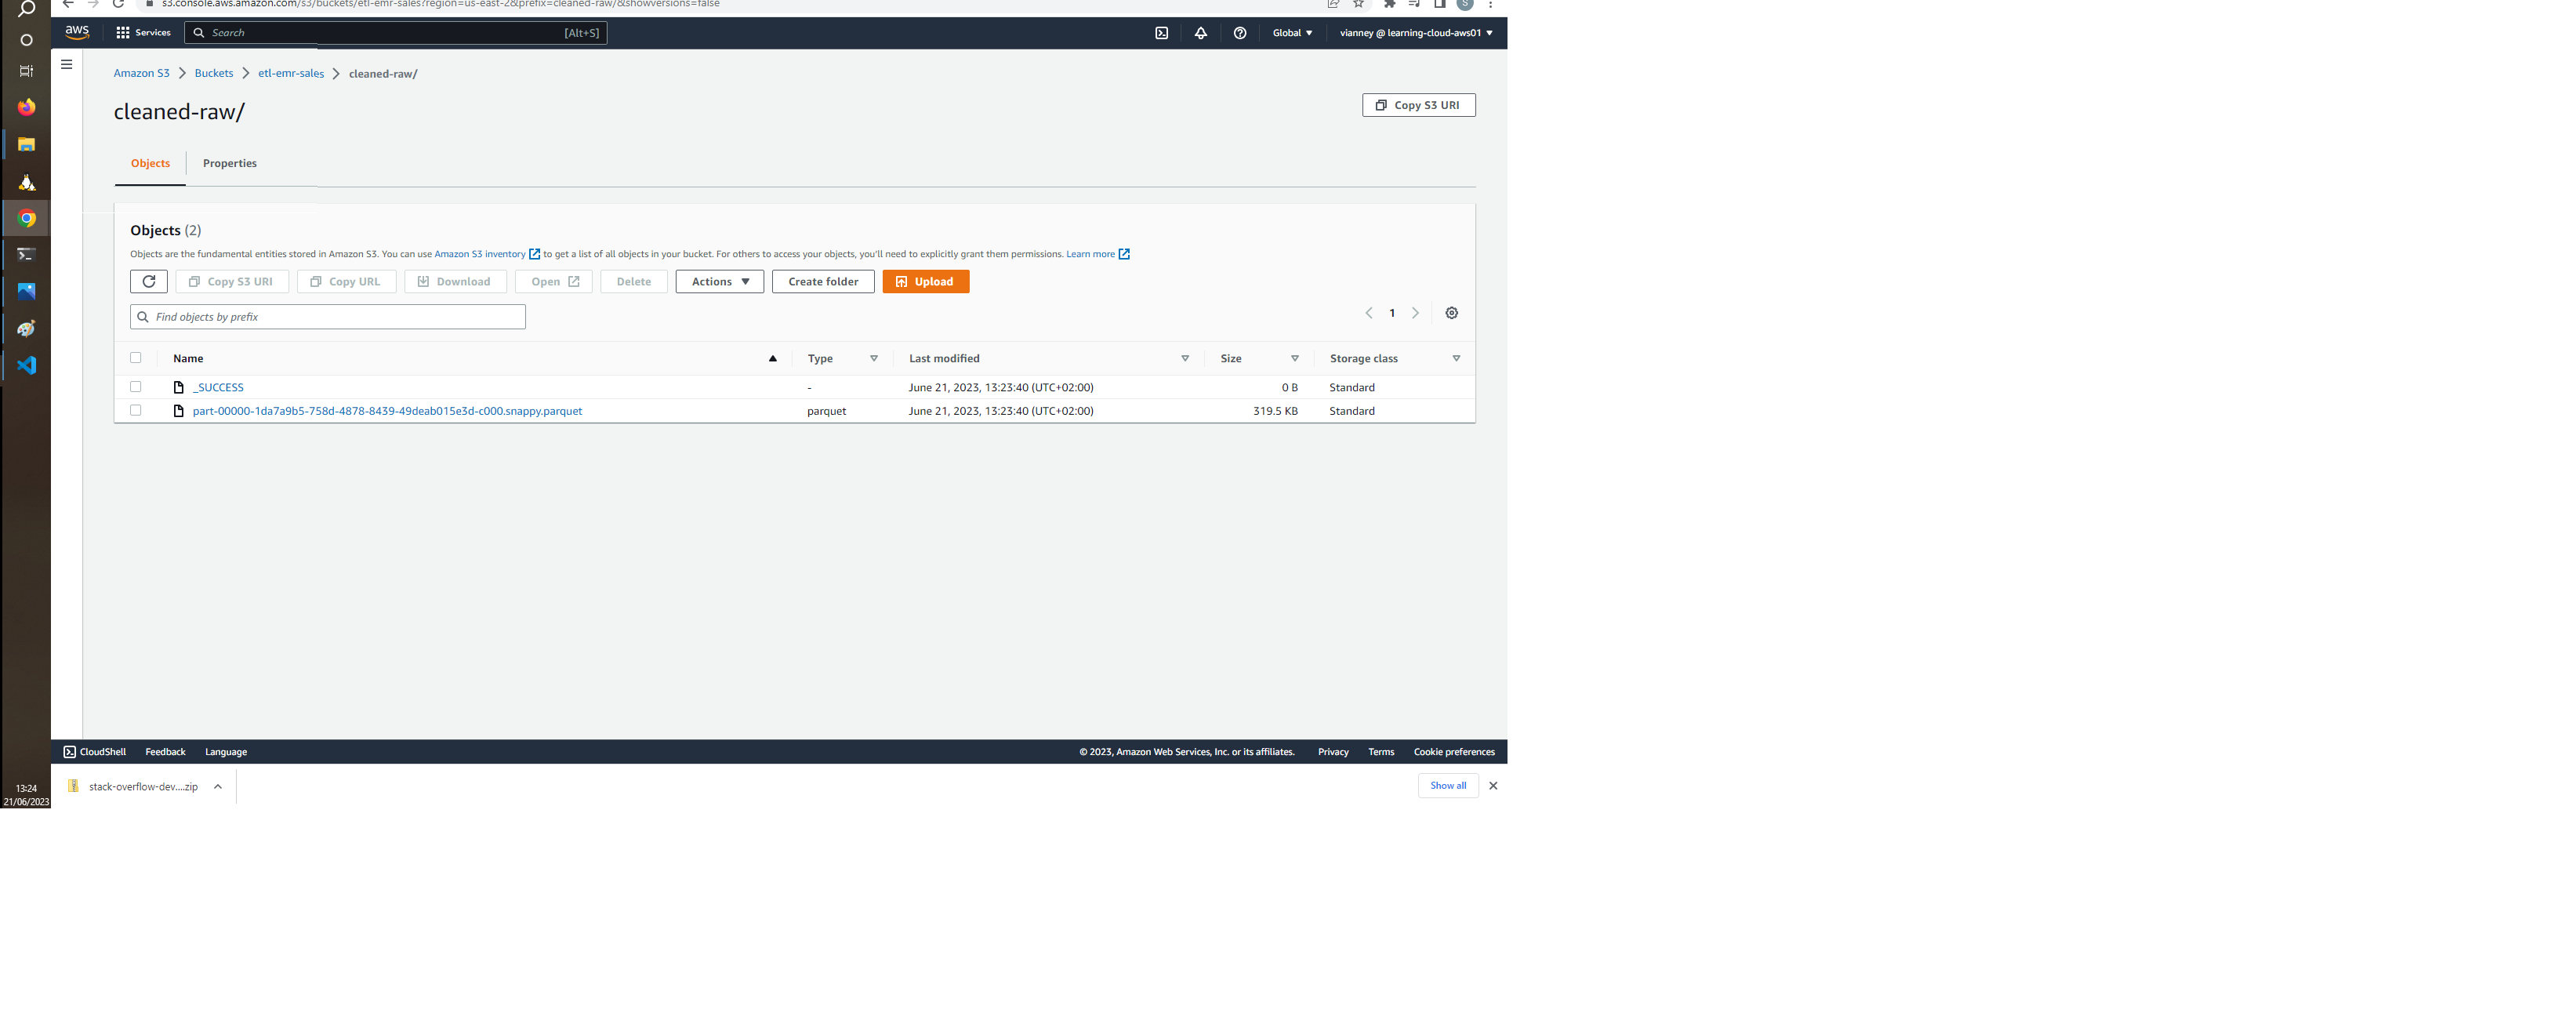 s3.console.aws.amazon.com/s3/buckets/etl-emr-sales?region=us-east-2&prefix=cleaned-raw/&showversions=false
S
aws
Services
Search
[Alt+S]
Global
vianney @ learning-cloud-aws01
Amazon S3
Buckets
etl-emr-sales
cleaned-raw/
cleaned-raw/
Copy S3 URI
Objects
Properties
Objects (2)
Objects are the fundamental entities stored in Amazon S3. You can use Amazon S3 inventory to get a list of all objects in your bucket. For others to access your objects, you'll need to explicitly grant them permissions. Learn more
Copy S3 URI
Copy URL
Download
Open
Delete
Actions
Create folder
Upload
Find objects by prefix
1
Name Type Last modified Size Storage class
_SUCCESS - June 21, 2023, 13:23:40 (UTC+02:00) 0 B Standard
part-00000-1da7a9b5-758d-4878-8439-49deab015e3d-c000.snappy.parquet parquet June 21, 2023, 13:23:40 (UTC+02:00) 319.5 KB Standard
CloudShell
Feedback
Language
© 2023, Amazon Web Services, Inc. or its affiliates.
Privacy
Terms
Cookie preferences
stack-overflow-dev....zip
Show all
13:24
21/06/2023